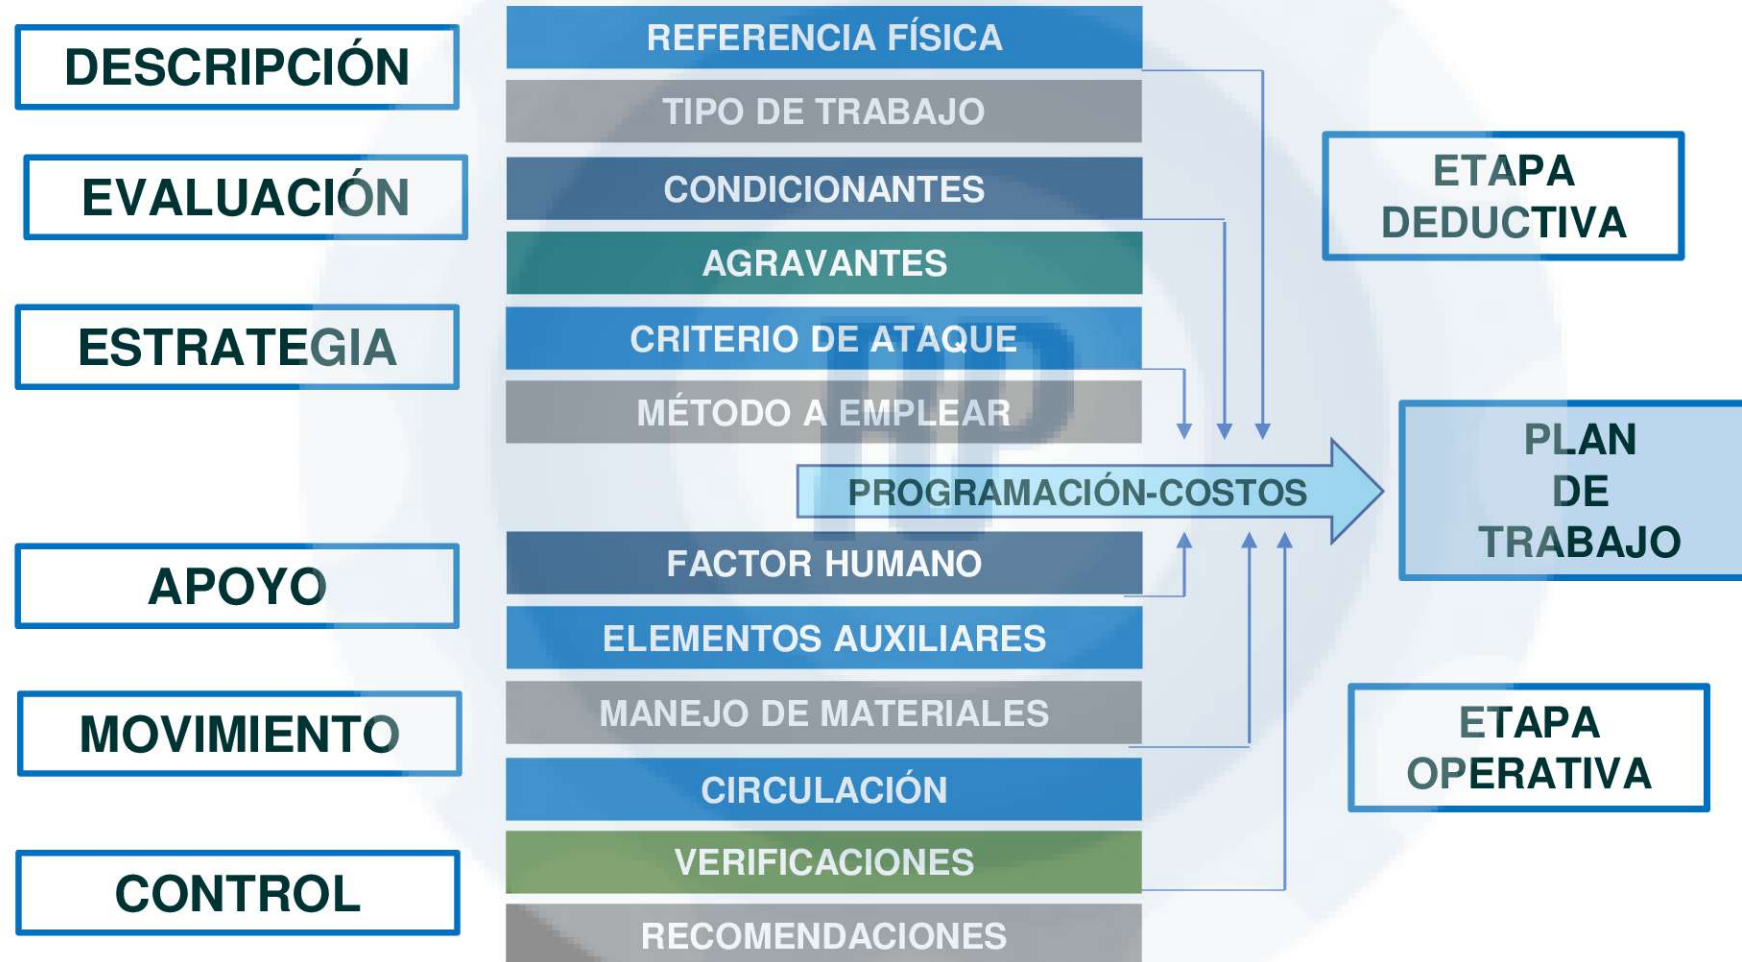 DESCRIPCIÓN
REFERENCIA FÍSICA
TIPO DE TRABAJO
EVALUACIÓN
CONDICIONANTES
AGRAVANTES
ETAPA
DEDUCTIVA
ESTRATEGIA
CRITERIO DE ATAQUE
MÉTODO A EMPLEAR
PROGRAMACIÓN-COSTOS
PLAN
DE
TRABAJO
APOYO
FACTOR HUMANO
ELEMENTOS AUXILIARES
MOVIMIENTO
MANEJO DE MATERIALES
CIRCULACIÓN
ETAPA
OPERATIVA
CONTROL
VERIFICACIONES
RECOMENDACIONES